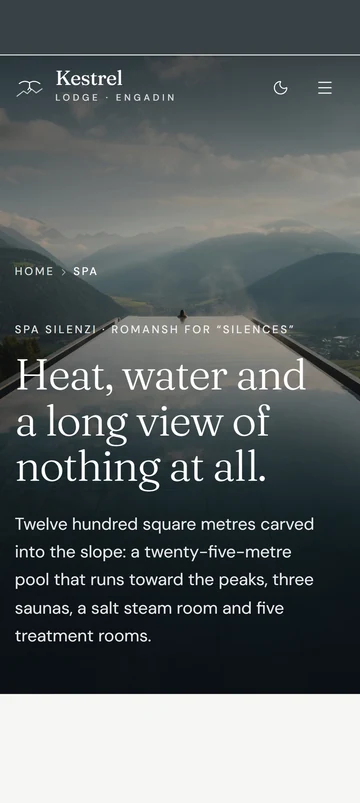 Kestrel
LODGE · ENGADIN
HOME > SPA
SPA SILENZI · ROMANSH FOR “SILENCES”
Heat, water and
a long view of
nothing at all.
Twelve hundred square metres carved
into the slope: a twenty-five-metre
pool that runs toward the peaks, three
saunas, a salt steam room and five
treatment rooms.